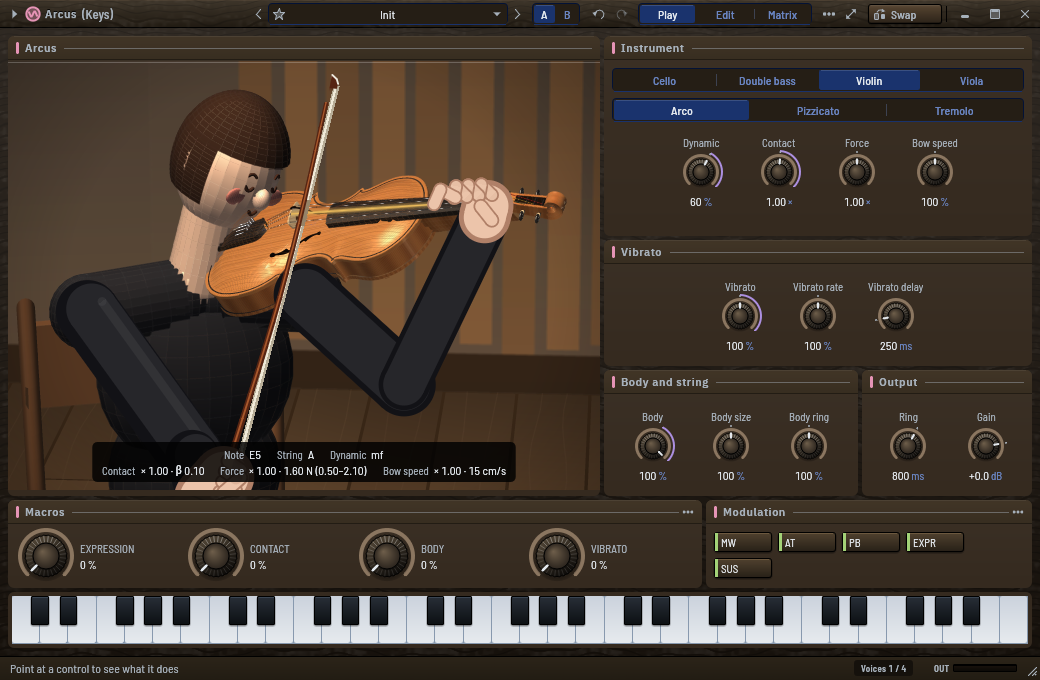 Arcus (Keys)
Init
A B
Play Edit Matrix
Swap
Arcus
Instrument
Cello Double bass Violin Viola
Arco Pizzicato Tremolo
Dynamic Contact Force Bow speed
60 % 1.00 × 1.00 × 100 %
Vibrato
Vibrato Vibrato rate Vibrato delay
100 % 100 % 250 ms
Body and string
Body Body size Body ring
100 % 100 % 100 %
Output
Ring Gain
800 ms +0.0 dB
Note E5 String A Dynamic mf
Contact × 1.00 · β 0.10 Force × 1.00 · 1.60 N (0.50–2.10) Bow speed × 1.00 · 15 cm/s
Macros
EXPRESSION
0 %
CONTACT
0 %
BODY
0 %
VIBRATO
0 %
Modulation
MW AT PB EXPR
SUS
Point at a control to see what it does
Voices 1 / 4
OUT